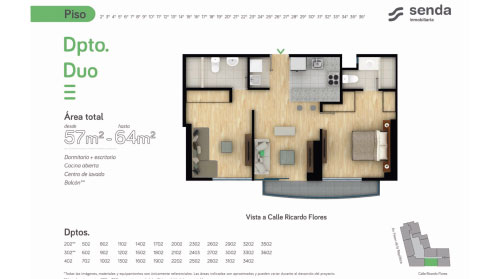 Piso
2° 3° 4° 5° 6° 7° 8° 9° 10° 11° 12° 13° 14° 15° 16° 17° 18° 19° 20° 21° 22° 23° 24° 25° 26° 27° 28° 29° 30° 31° 32° 33° 34° 35° 36°
senda
inmobiliaria
Dpto.
Duo
Área total
desde hasta
57m² - 64m²
Dormitorio + escritorio
Cocina abierta
Centro de lavado
Balcón**
Vista a Calle Ricardo Flores
Dptos.
202** 502 802 1102 1402 1702 2002 2302 2602 2902 3202 3502
302** 602 902 1202 1502 1802 2102 2403 2702 3002 3302 3602
402 702 1002 1302 1602 1902 2202 2502 2802 3102 3402
Calle Ricardo Flores